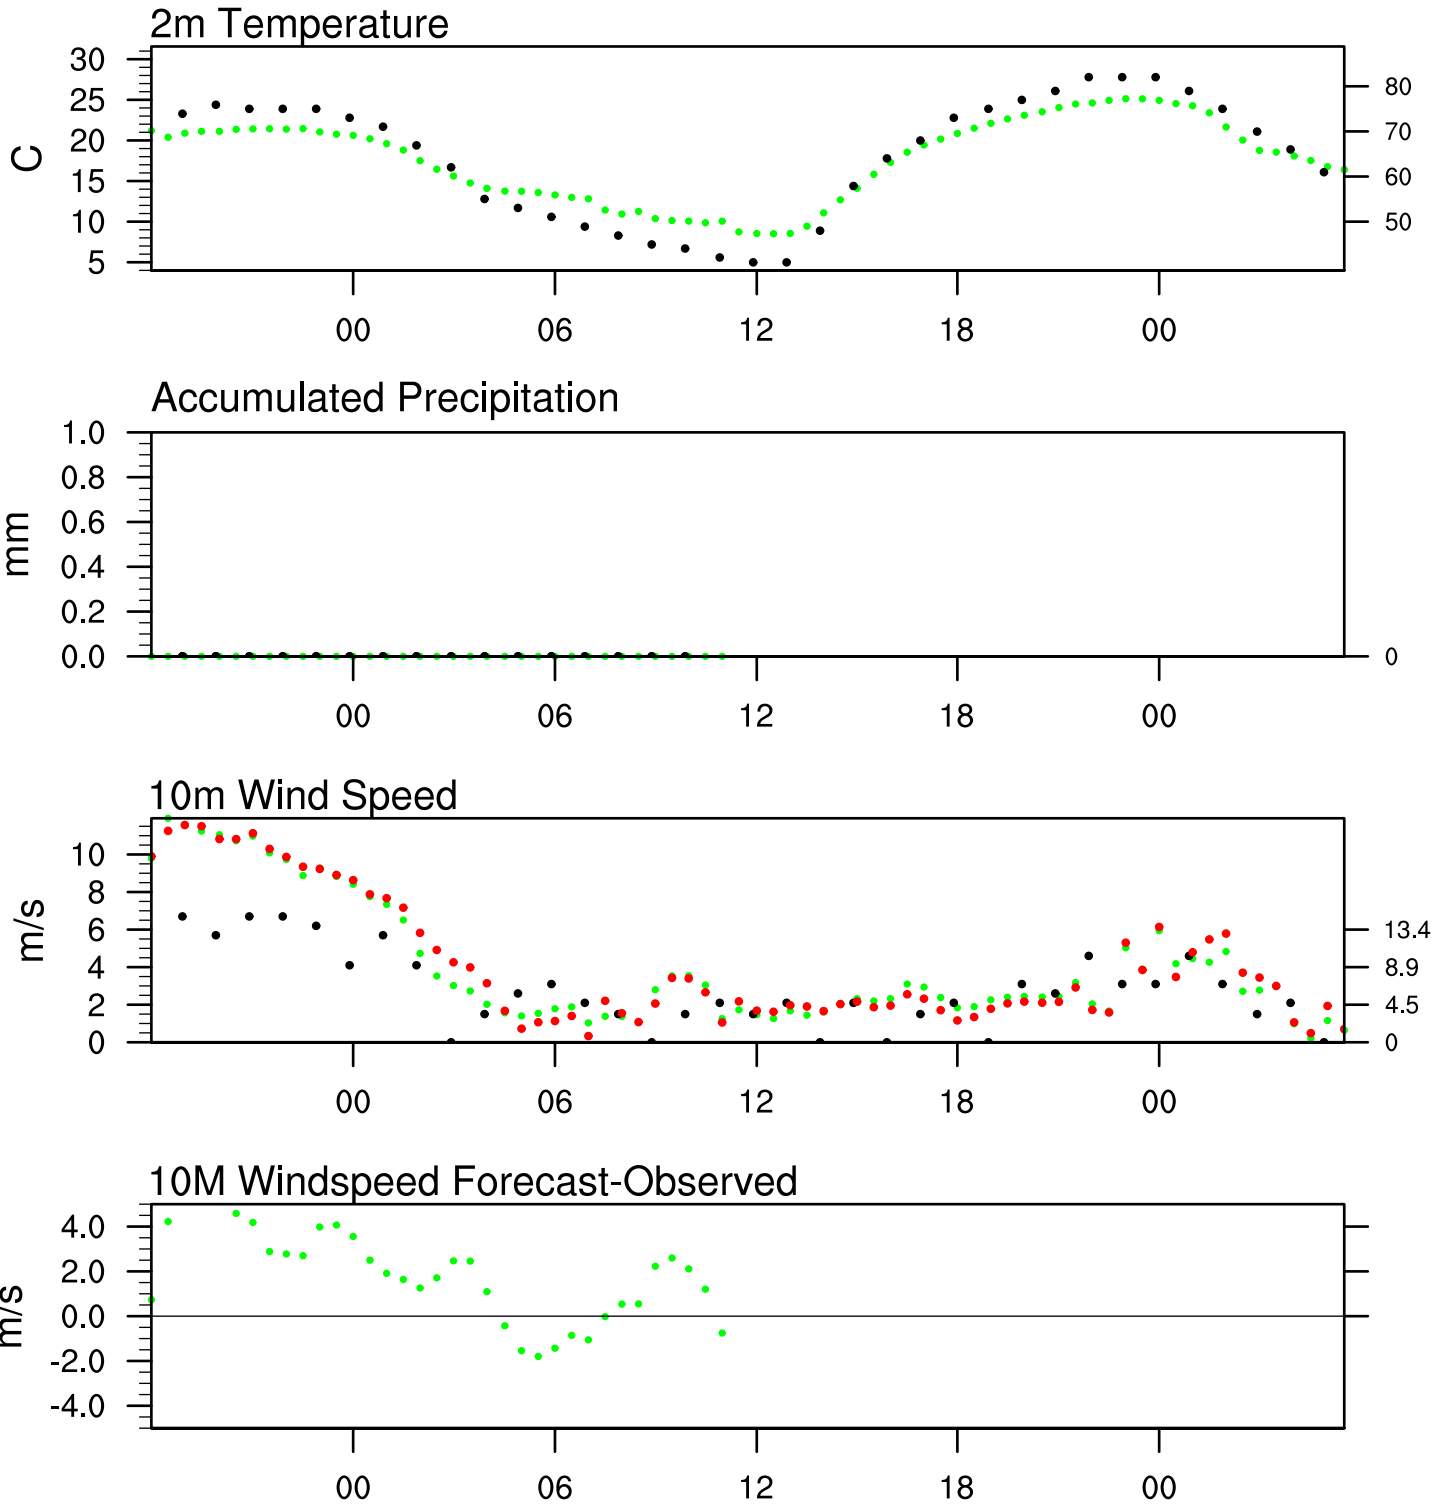 2m Temperature
30
25
20
15
10
5
C
80
70
60
50
00 06 12 18 00
Accumulated Precipitation
1.0
0.8
0.6
0.4
0.2
0.0
mm
0
00 06 12 18 00
10m Wind Speed
10
8
6
4
2
0
m/s
13.4
8.9
4.5
0
00 06 12 18 00
10M Windspeed Forecast-Observed
4.0
2.0
0.0
-2.0
-4.0
m/s
00 06 12 18 00